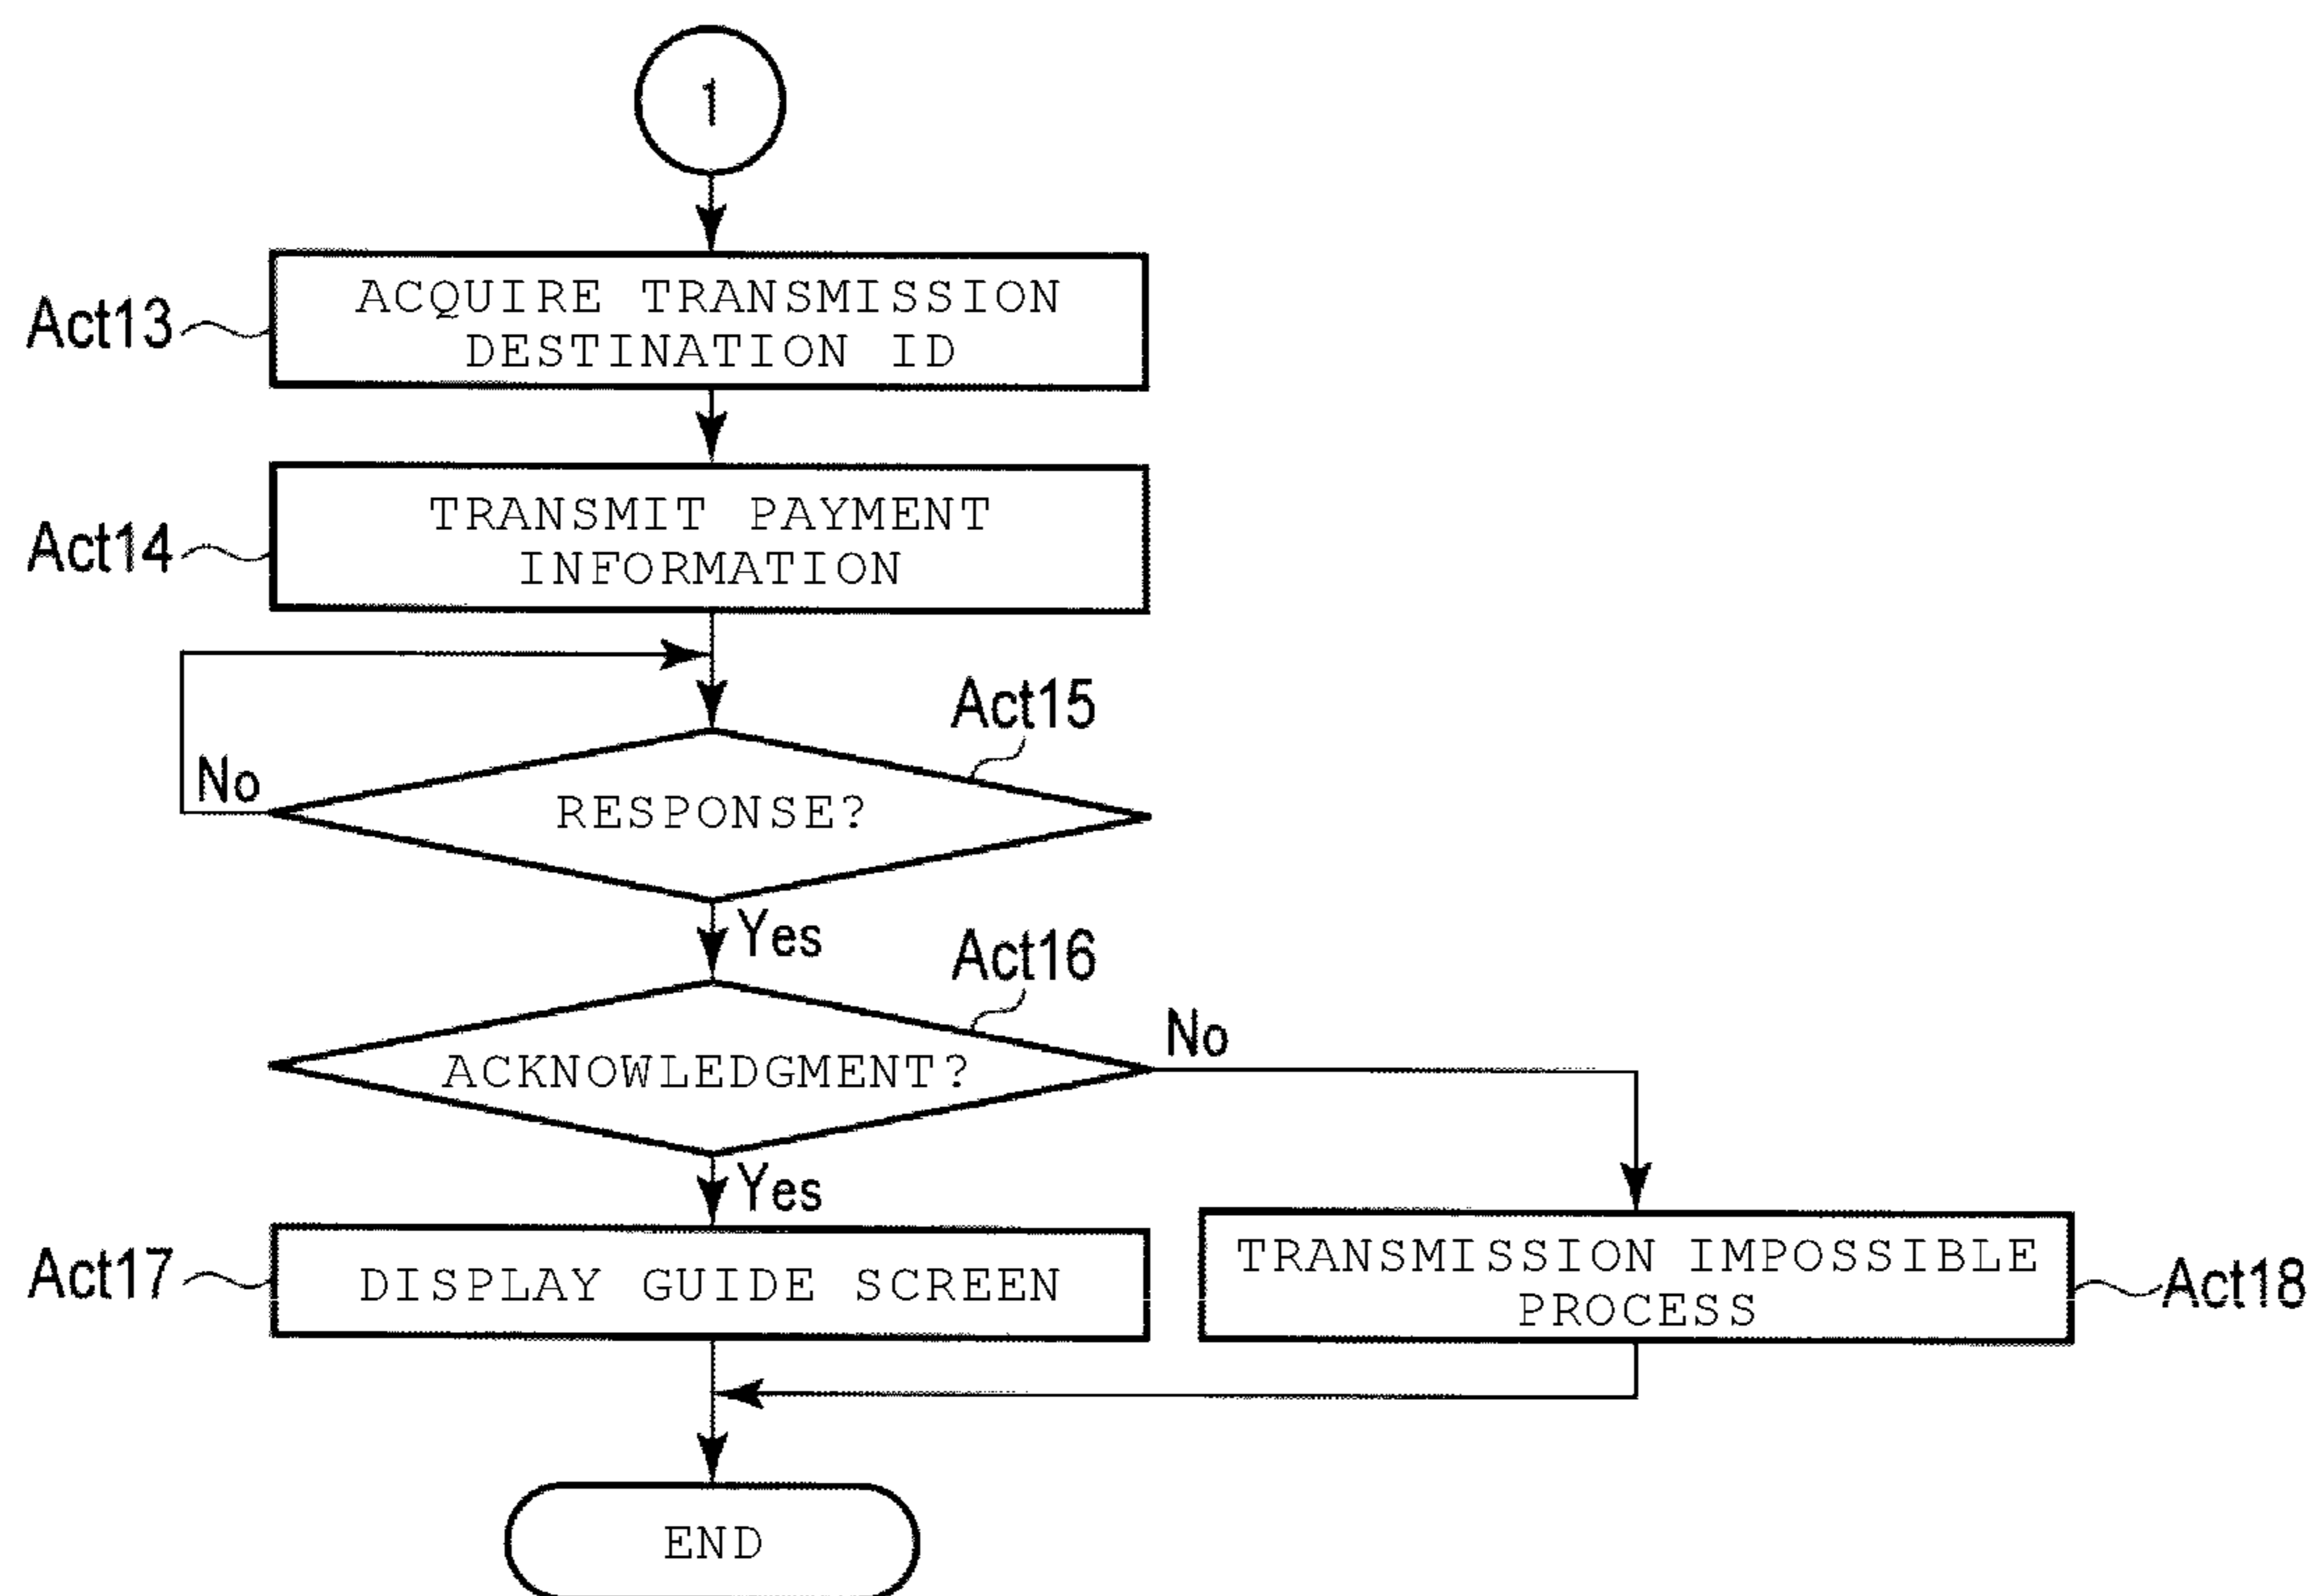 1
Act13
ACQUIRE TRANSMISSION
DESTINATION ID
Act14
TRANSMIT PAYMENT
INFORMATION
Act15
No
RESPONSE?
Yes
Act16
No
ACKNOWLEDGMENT?
Yes
Act17
DISPLAY GUIDE SCREEN
TRANSMISSION IMPOSSIBLE
PROCESS
Act18
END